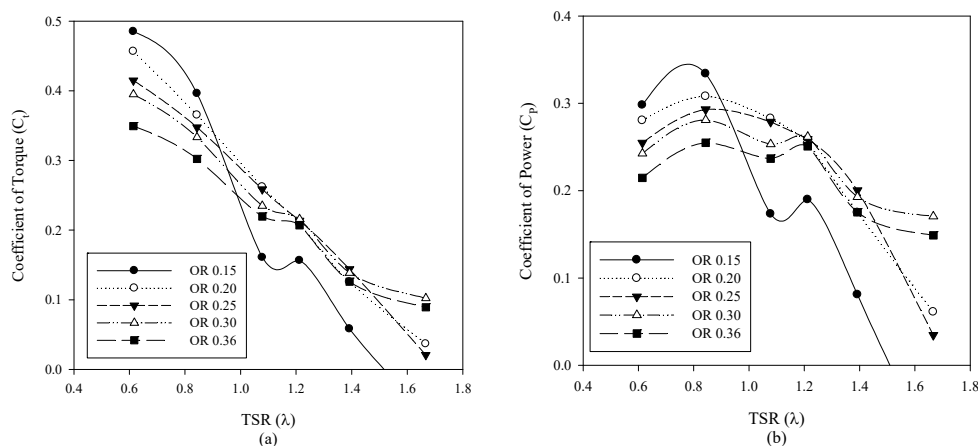 0.5
0.4
0.3
0.2
0.1
0.0
Coefficient of Torque (Cₜ)
OR 0.15
OR 0.20
OR 0.25
OR 0.30
OR 0.36
0.4 0.6 0.8 1.0 1.2 1.4 1.6 1.8
TSR (λ)
(a)
0.4
0.3
0.2
0.1
0.0
Coefficient of Power (Cₚ)
OR 0.15
OR 0.20
OR 0.25
OR 0.30
OR 0.36
0.4 0.6 0.8 1.0 1.2 1.4 1.6 1.8
TSR (λ)
(b)